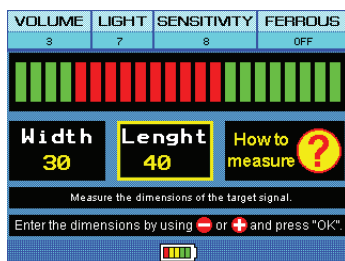 VOLUME LIGHT SENSITIVITY FERROUS
3 7 8 OFF
Width Lenght How to
30 40 measure ?
Measure the dimensions of the target signal.
Enter the dimensions by using - or + and press "OK".